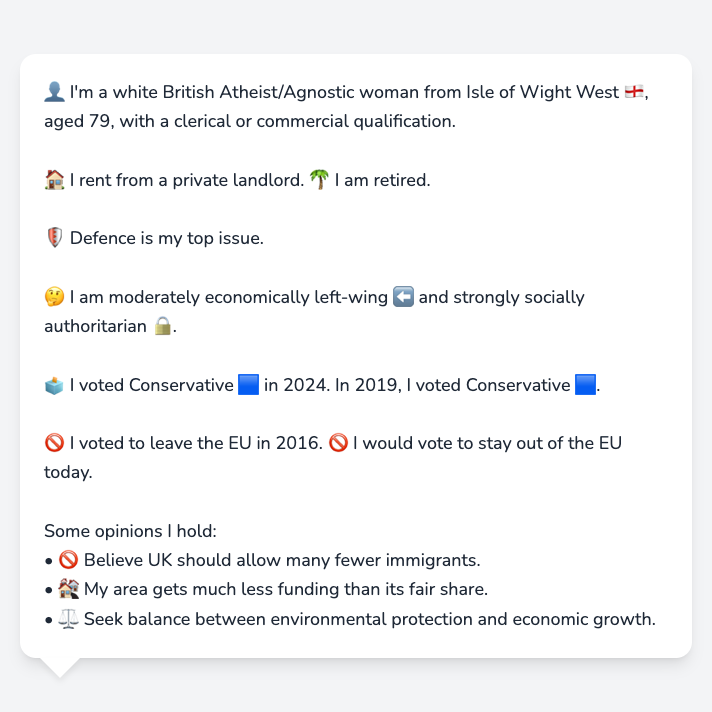 👤 I'm a white British Atheist/Agnostic woman from Isle of Wight West 🏴󠁧󠁢󠁥󠁮󠁧󠁿,
aged 79, with a clerical or commercial qualification.
🏠 I rent from a private landlord. 🌴 I am retired.
🛡️ Defence is my top issue.
🤔 I am moderately economically left-wing ⬅️ and strongly socially
authoritarian 🔒.
🗳️ I voted Conservative 🟦 in 2024. In 2019, I voted Conservative 🟦.
🚫 I voted to leave the EU in 2016. 🚫 I would vote to stay out of the EU
today.
Some opinions I hold:
• 🚫 Believe UK should allow many fewer immigrants.
• 🏚️ My area gets much less funding than its fair share.
• ⚖️ Seek balance between environmental protection and economic growth.